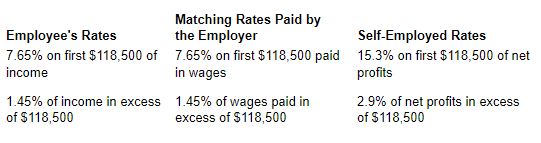 Employee's Rates
Matching Rates Paid by
the Employer
Self-Employed Rates
7.65% on first $118,500 of
income
7.65% on first $118,500 paid
in wages
15.3% on first $118,500 of net
profits
1.45% of income in excess
of $118,500
1.45% of wages paid in
excess of $118,500
2.9% of net profits in excess
of $118,500